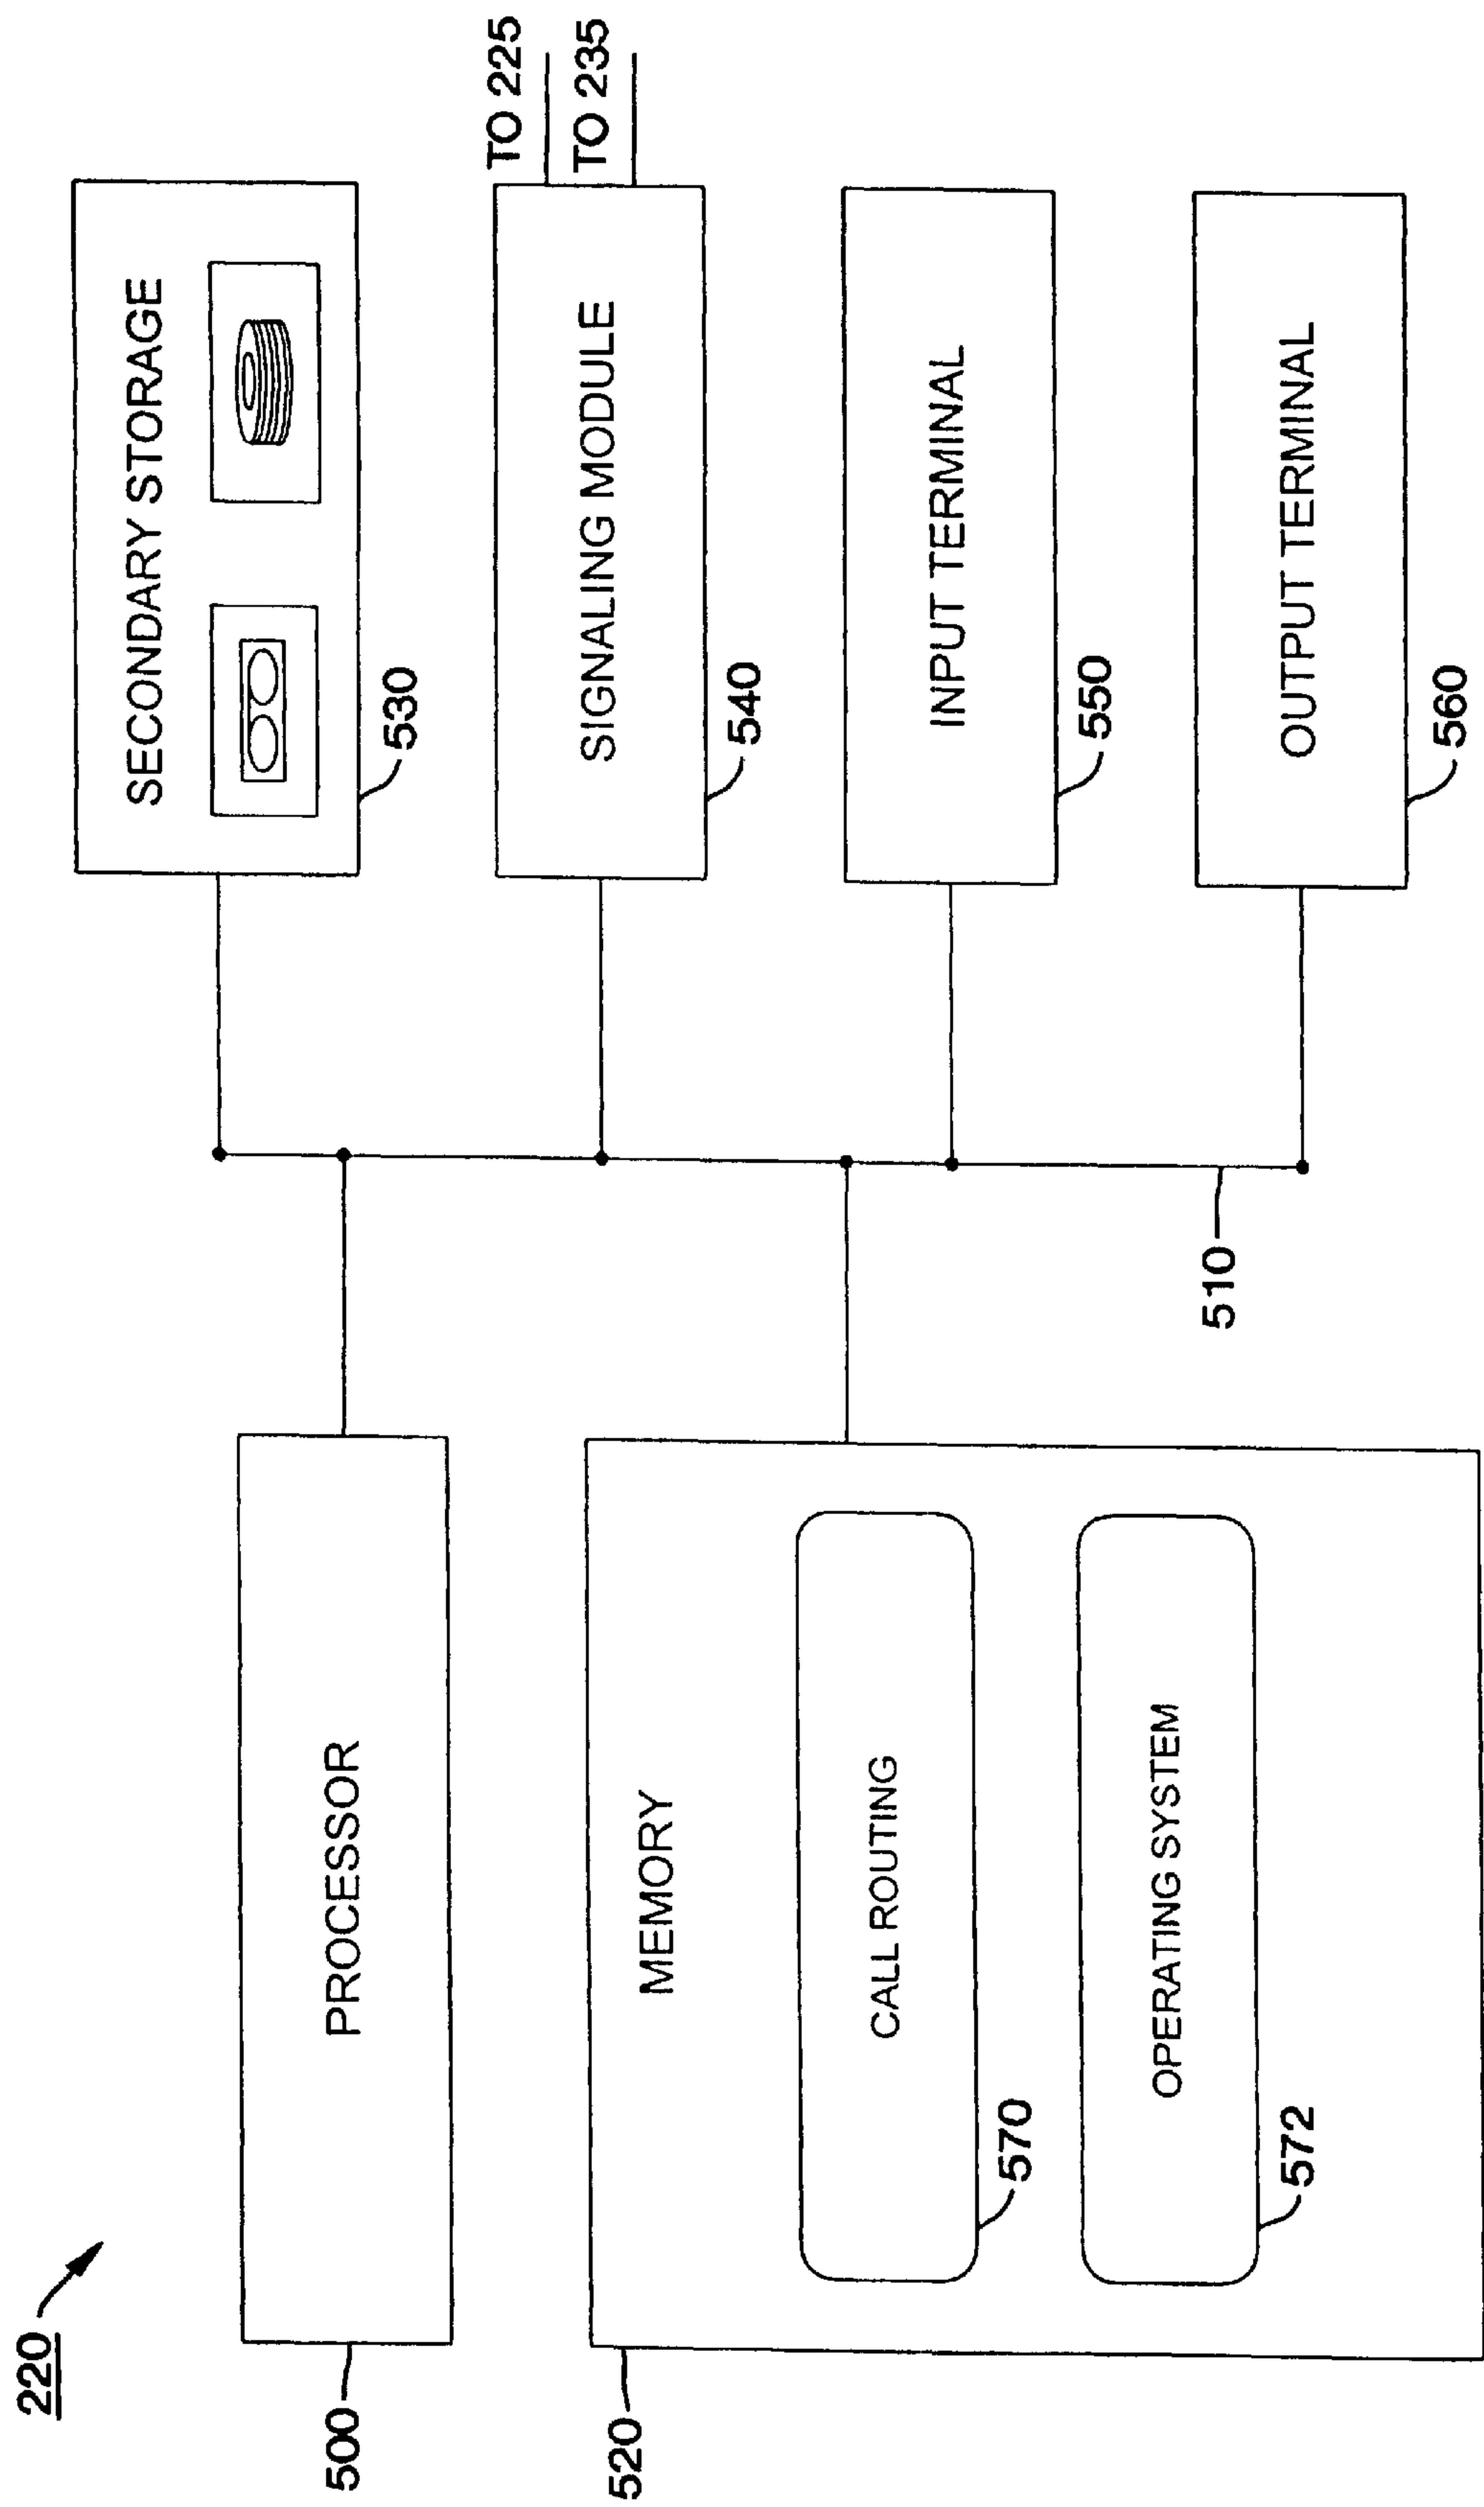 220
500
PROCESSOR
520
MEMORY
CALL ROUTING
570
OPERATING SYSTEM
572
510
SECONDARY STORAGE
530
TO 225
TO 235
SIGNALING MODULE
540
INPUT TERMINAL
550
OUTPUT TERMINAL
560